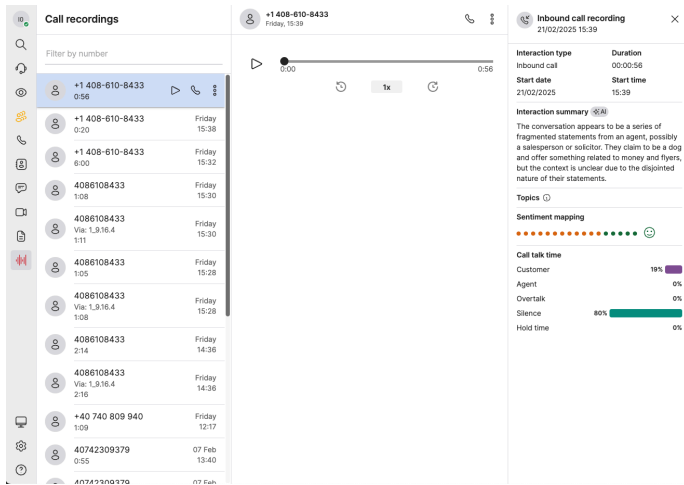 IO
Call recordings
Filter by number
+1 408-610-8433
0:56
+1 408-610-8433
0:20
Friday
15:38
+1 408-610-8433
6:00
Friday
15:32
4086108433
1:08
Friday
15:30
4086108433
Via: 1_9.16.4
1:11
Friday
15:30
4086108433
1:05
Friday
15:28
4086108433
Via: 1_9.16.4
1:08
Friday
15:28
4086108433
2:14
Friday
14:36
4086108433
Via: 1_9.16.4
2:16
Friday
14:36
+40 740 809 940
1:09
Friday
12:17
40742309379
0:55
07 Feb
13:40
40742309379
07 Feb
+1 408-610-8433
Friday, 15:39
0:00
0:56
1x
Inbound call recording
21/02/2025 15:39
Interaction type
Duration
Inbound call
00:00:56
Start date
Start time
21/02/2025
15:39
Interaction summary
AI
The conversation appears to be a series of
fragmented statements from an agent, possibly
a salesperson or solicitor. They claim to be a dog
and offer something related to money and flyers,
but the context is unclear due to the disjointed
nature of their statements.
Topics
Sentiment mapping
Call talk time
Customer
19%
Agent
0%
Overtalk
0%
Silence
80%
Hold time
0%